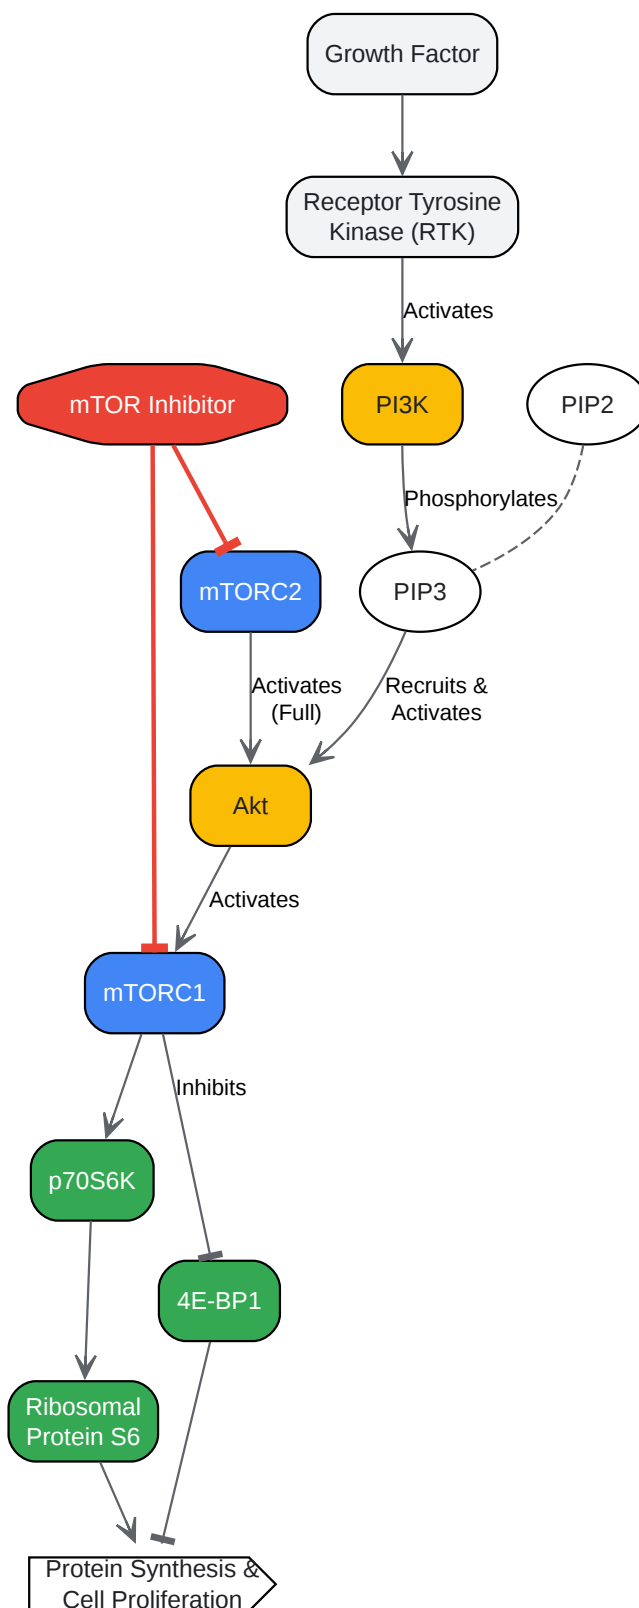 Growth Factor
Receptor Tyrosine
Kinase (RTK)
Activates
mTOR Inhibitor
PI3K
PIP2
Phosphorylates
mTORC2
PIP3
Activates
(Full)
Recruits &
Activates
Akt
Activates
mTORC1
Inhibits
p70S6K
4E-BP1
Ribosomal
Protein S6
Protein Synthesis &
Cell Proliferation